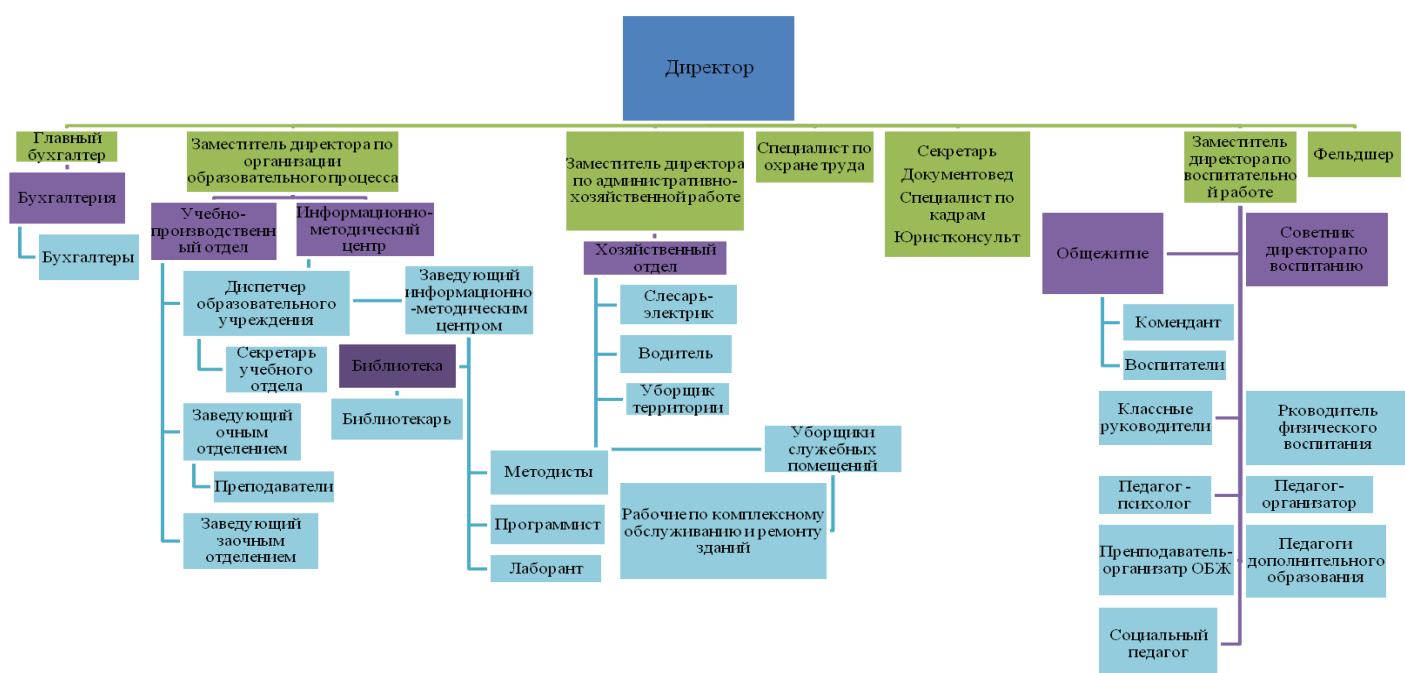 Директор
Главный
бухгалтер
Заместитель директора по
организации
образовательного процесса
Заместитель директора
по административно-
хозяйственной работе
Специалист по
охране труда
Секретарь
Документовед
Специалист по
кадрам
Юристконсульт
Заместитель
директора по
воспитательно
й работе
Фельдшер
Бухгалтерия
Бухгалтеры
Учебно-
производственн
ый отдел
Информационно-
методический
центр
Диспетчер
образовательного
учреждения
Заведующий
информационно
-методическим
центром
Секретарь
учебного
отдела
Библиотека
Библиотекарь
Заведующий
очным
отделением
Преподаватели
Заведующий
заочным
отделением
Методисты
Программист
Лаборант
Хозяйственный
отдел
Слесарь-
электрик
Водитель
Уборщик
территории
Уборщики
служебных
помещений
Рабочие по комплексному
обслуживанию и ремонту
зданий
Общежитие
Советник
директора по
воспитанию
Комендант
Воспитатели
Классные
руководители
Рководитель
физического
воспитания
Педагог -
психолог
Педагог-
организатор
Пренподаватель-
организатр ОБЖ
Педагоги
дополнительного
образования
Социальный
педагог